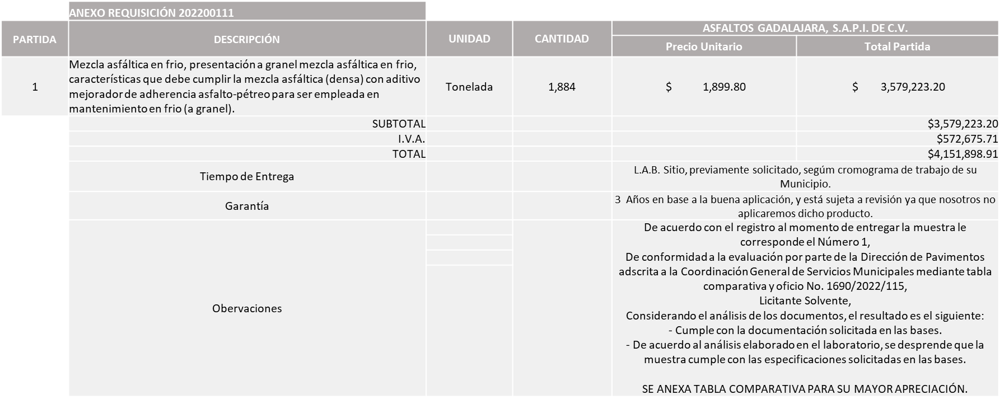 ANEXO REQUISICIÓN 202200111
PARTIDA
DESCRIPCIÓN
UNIDAD
CANTIDAD
ASFALTOS GADALAJARA, S.A.P.I. DE C.V.
Precio Unitario
Total Partida
1
Mezcla asfáltica en frio, presentación a granel mezcla asfáltica en frio,
características que debe cumplir la mezcla asfáltica (densa) con aditivo
mejorador de adherencia asfalto-pétreo para ser empleada en
mantenimiento en frio (a granel).
Tonelada
1,884
$ 1,899.80
$ 3,579,223.20
SUBTOTAL
$3,579,223.20
I.V.A.
$572,675.71
TOTAL
$4,151,898.91
Tiempo de Entrega
L.A.B. Sitio, previamente solicitado, segúm cromograma de trabajo de su
Municipio.
Garantía
3 Años en base a la buena aplicación, y está sujeta a revisión ya que nosotros no
aplicaremos dicho producto.
Obervaciones
De acuerdo con el registro al momento de entregar la muestra le
corresponde el Número 1,
De conformidad a la evaluación por parte de la Dirección de Pavimentos
adscrita a la Coordinación General de Servicios Municipales mediante tabla
comparativa y oficio No. 1690/2022/115,
Licitante Solvente,
Considerando el análisis de los documentos, el resultado es el siguiente:
- Cumple con la documentación solicitada en las bases.
- De acuerdo al análisis elaborado en el laboratorio, se desprende que la
muestra cumple con las especificaciones solicitadas en las bases.
SE ANEXA TABLA COMPARATIVA PARA SU MAYOR APRECIACIÓN.